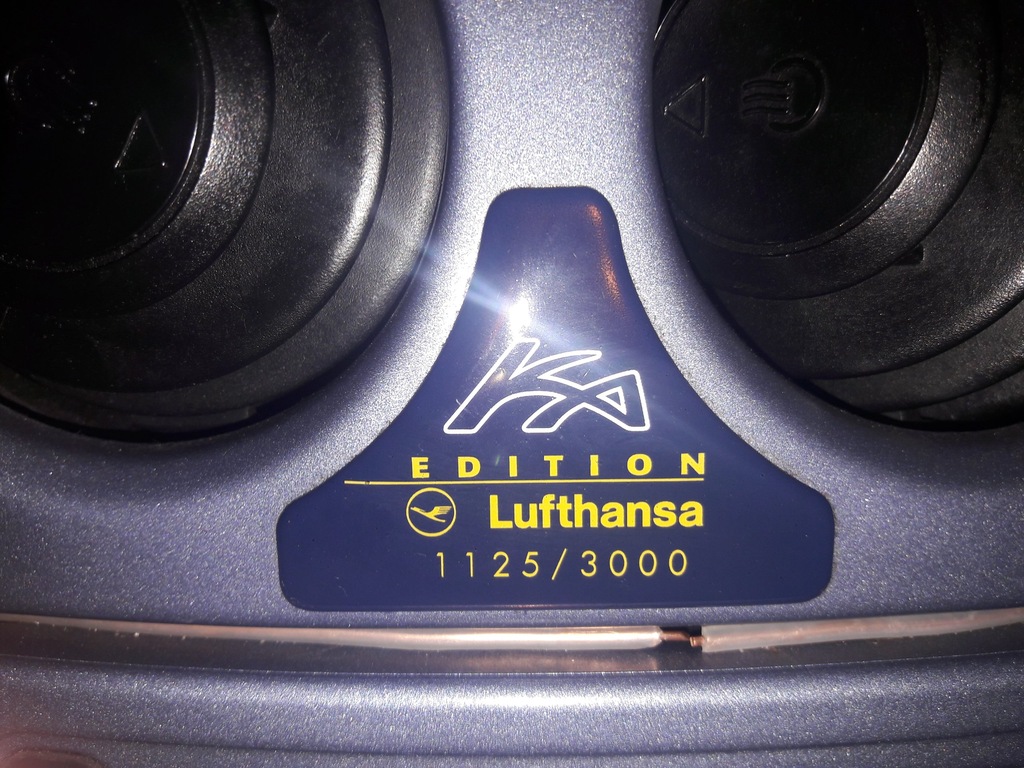 KA
EDITION
Lufthansa
1125/3000